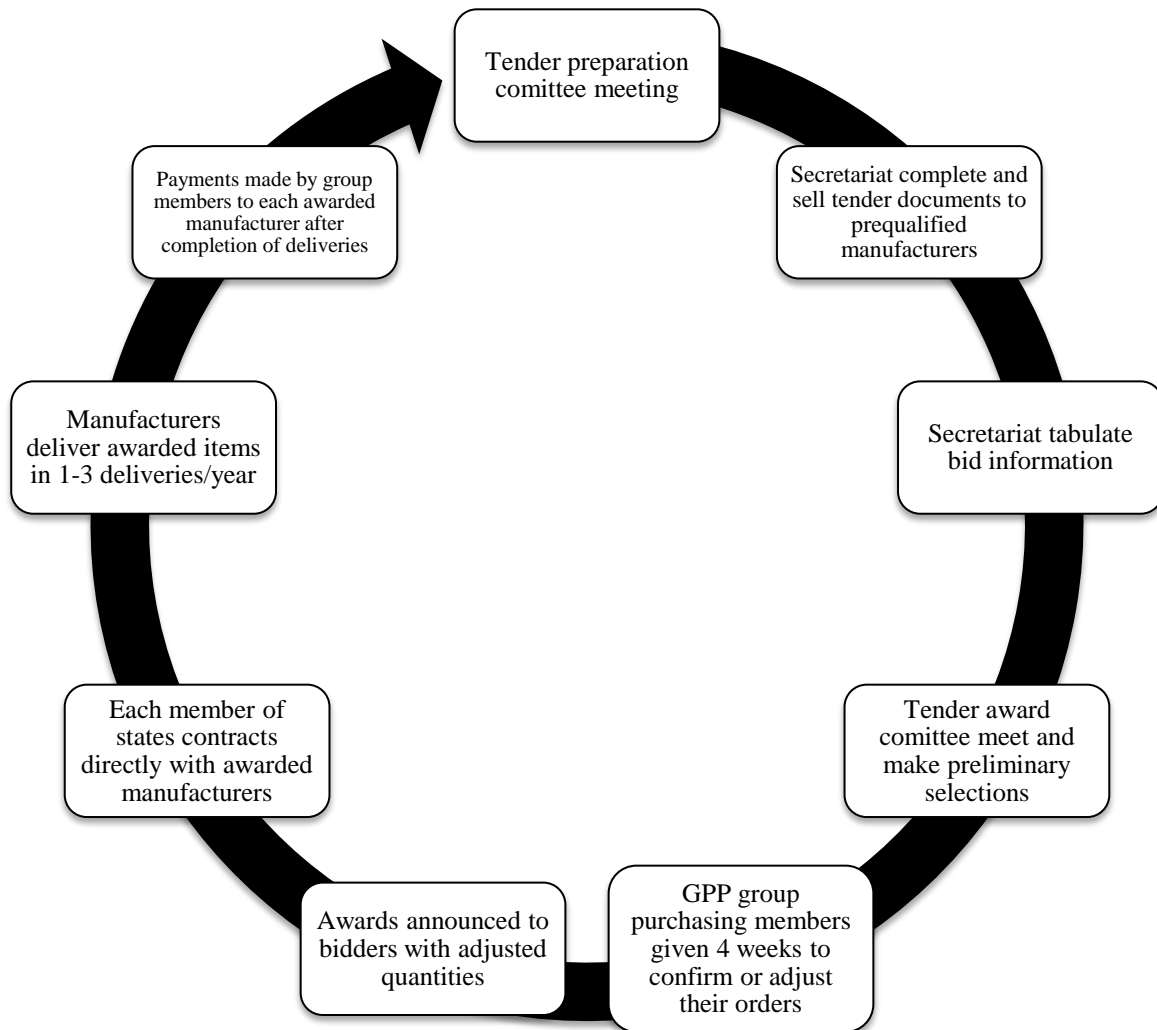 Tender preparation
comittee meeting
Secretariat complete and
sell tender documents to
prequalified
manufacturers
Secretariat tabulate
bid information
Tender award
comittee meet and
make preliminary
selections
GPP group
purchasing members
given 4 weeks to
confirm or adjust
their orders
Awards announced to
bidders with adjusted
quantities
Each member of
states contracts
directly with awarded
manufacturers
Manufacturers
deliver awarded items
in 1-3 deliveries/year
Payments made by group
members to each awarded
manufacturer after
completion of deliveries